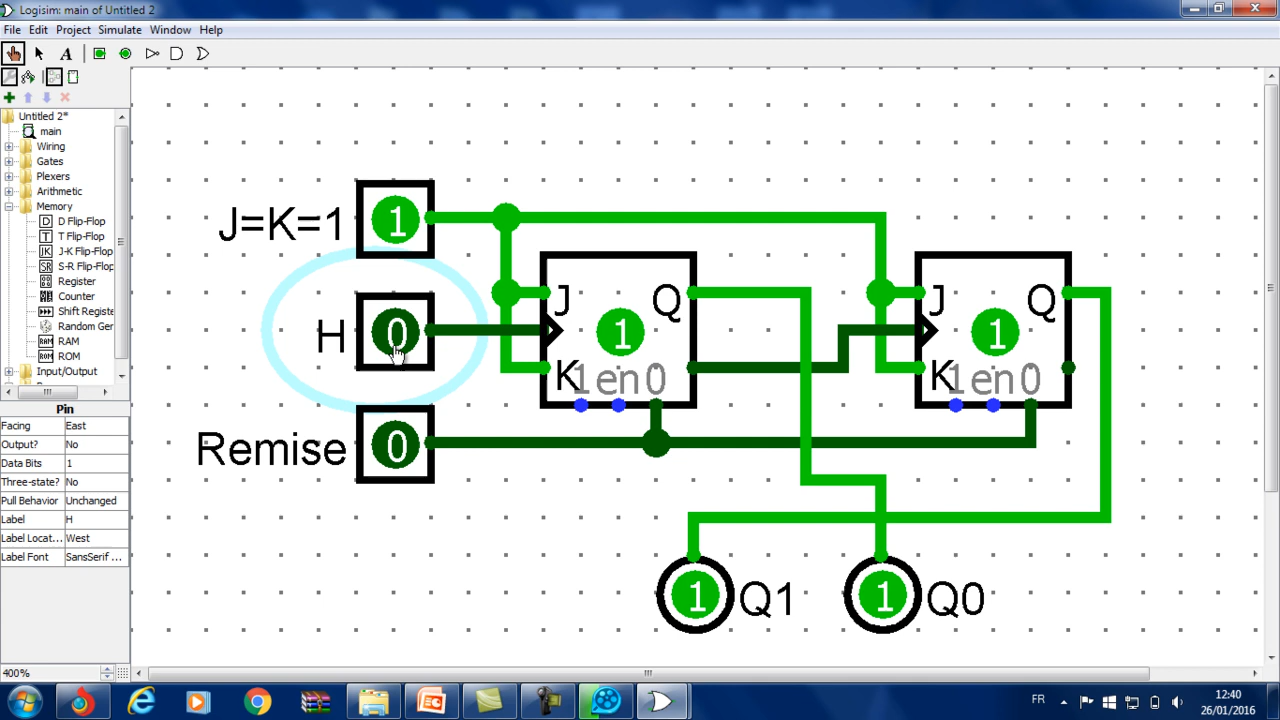 Logisim: main of Untitled 2
File Edit Project Simulate Window Help
A
Untitled 2*
main
Wiring
Gates
Plexers
Arithmetic
Memory
D Flip-Flop
T Flip-Flop
J-K Flip-Flop
S-R Flip-Flop
Register
Counter
Shift Registe
Random Ger
RAM
ROM
Input/Output
Pin
Facing East
Output? No
Data Bits 1
Three-state? No
Pull Behavior Unchanged
Label H
Label Locat... West
Label Font SansSerif ...
400%
J=K=1 1
H 0
Remise 0
J Q
1
K 1 en 0
J Q
1
K 1 en 0
1 Q1
1 Q0
FR
12:40
26/01/2016